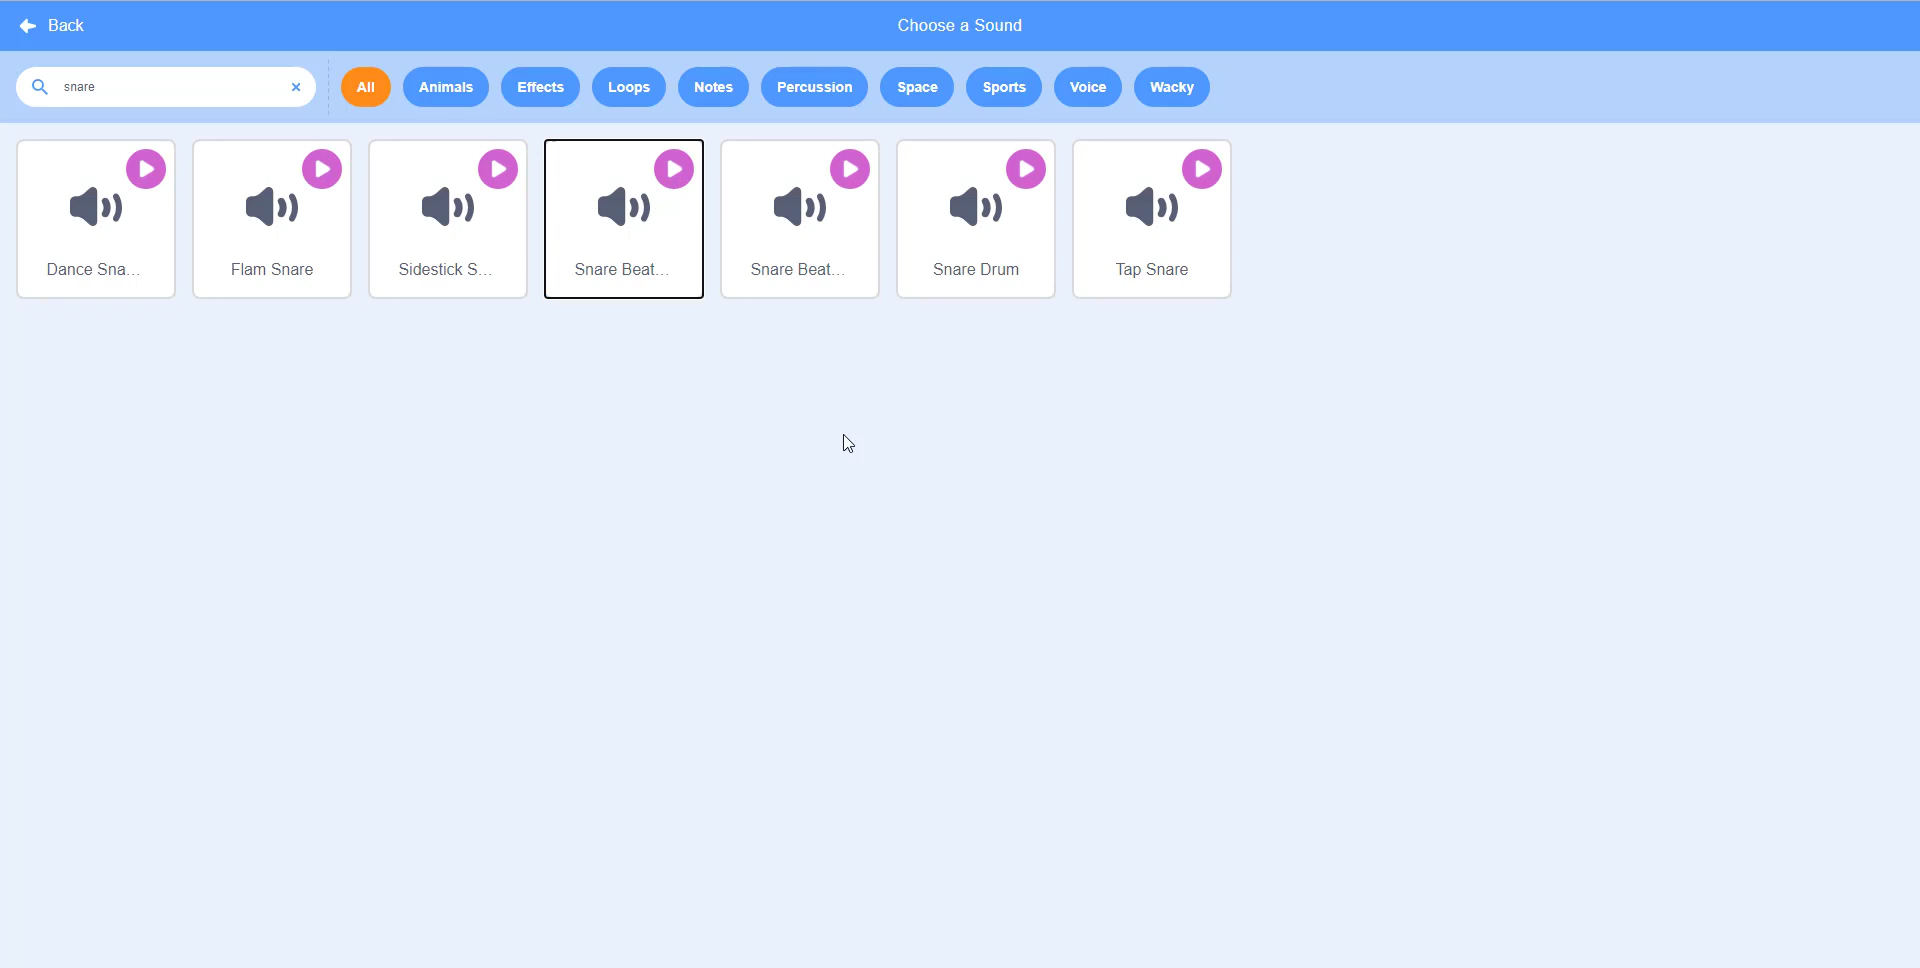 Back
Choose a Sound
snare
All
Animals
Effects
Loops
Notes
Percussion
Space
Sports
Voice
Wacky
Dance Sna...
Flam Snare
Sidestick S...
Snare Beat...
Snare Beat...
Snare Drum
Tap Snare